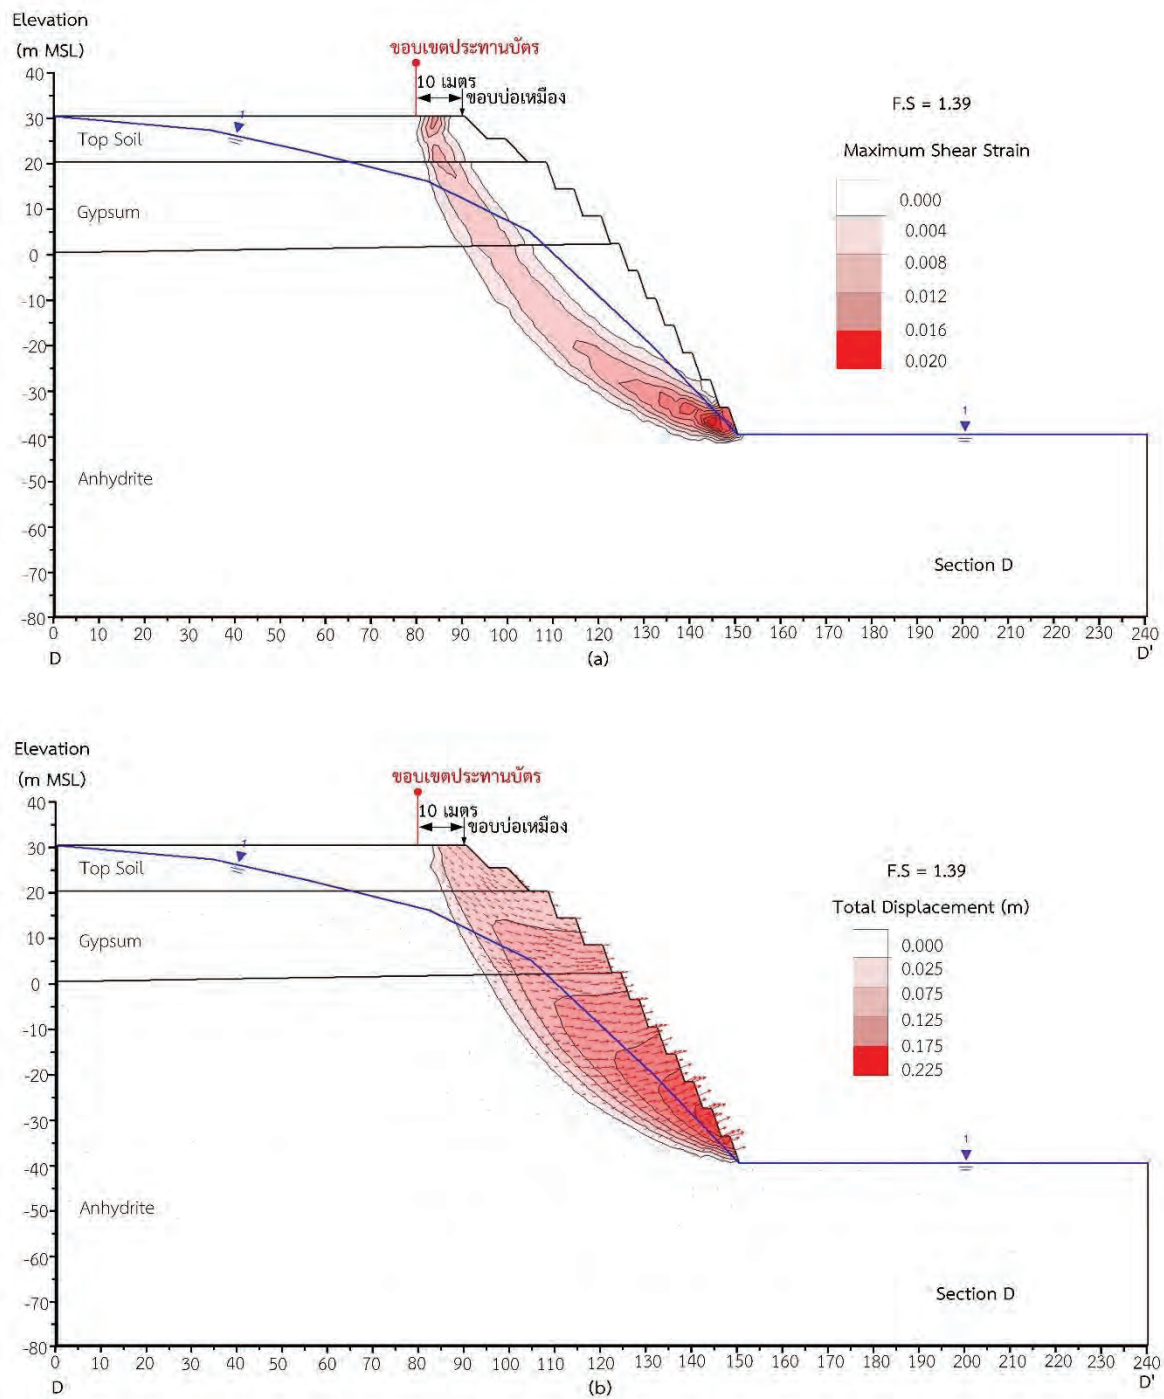 Elevation
(m MSL)
ขอบเขตประทานบัตร
10 เมตร
ขอบบ่อเหมือง
F.S = 1.39
Maximum Shear Strain
0.000
0.004
0.008
0.012
0.016
0.020
40
30
20
10
0
-10
-20
-30
-40
-50
-60
-70
-80
1
Top Soil
Gypsum
Anhydrite
1
Section D
0 10 20 30 40 50 60 70 80 90 100 110 120 130 140 150 160 170 180 190 200 210 220 230 240
D (a) D'
Elevation
(m MSL)
ขอบเขตประทานบัตร
10 เมตร
ขอบบ่อเหมือง
F.S = 1.39
Total Displacement (m)
0.000
0.025
0.075
0.125
0.175
0.225
40
30
20
10
0
-10
-20
-30
-40
-50
-60
-70
-80
1
Top Soil
Gypsum
Anhydrite
1
Section D
0 10 20 30 40 50 60 70 80 90 100 110 120 130 140 150 160 170 180 190 200 210 220 230 240
D (b) D'